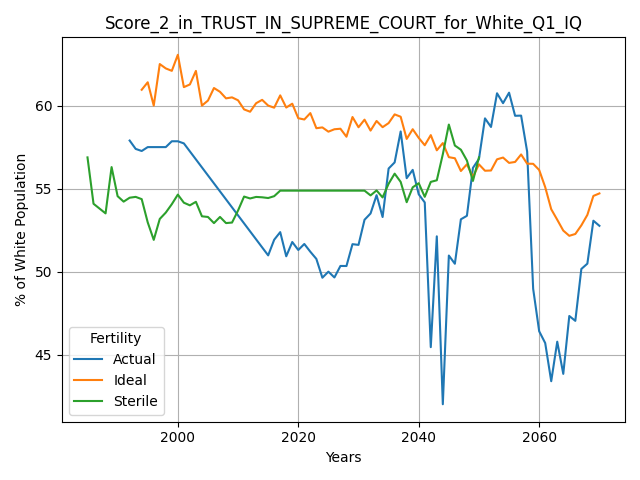 Score_2_in_TRUST_IN_SUPREME_COURT_for_White_Q1_IQ
% of White Population
60
55
50
45
Fertility
Actual
Ideal
Sterile
2000 2020 2040 2060
Years